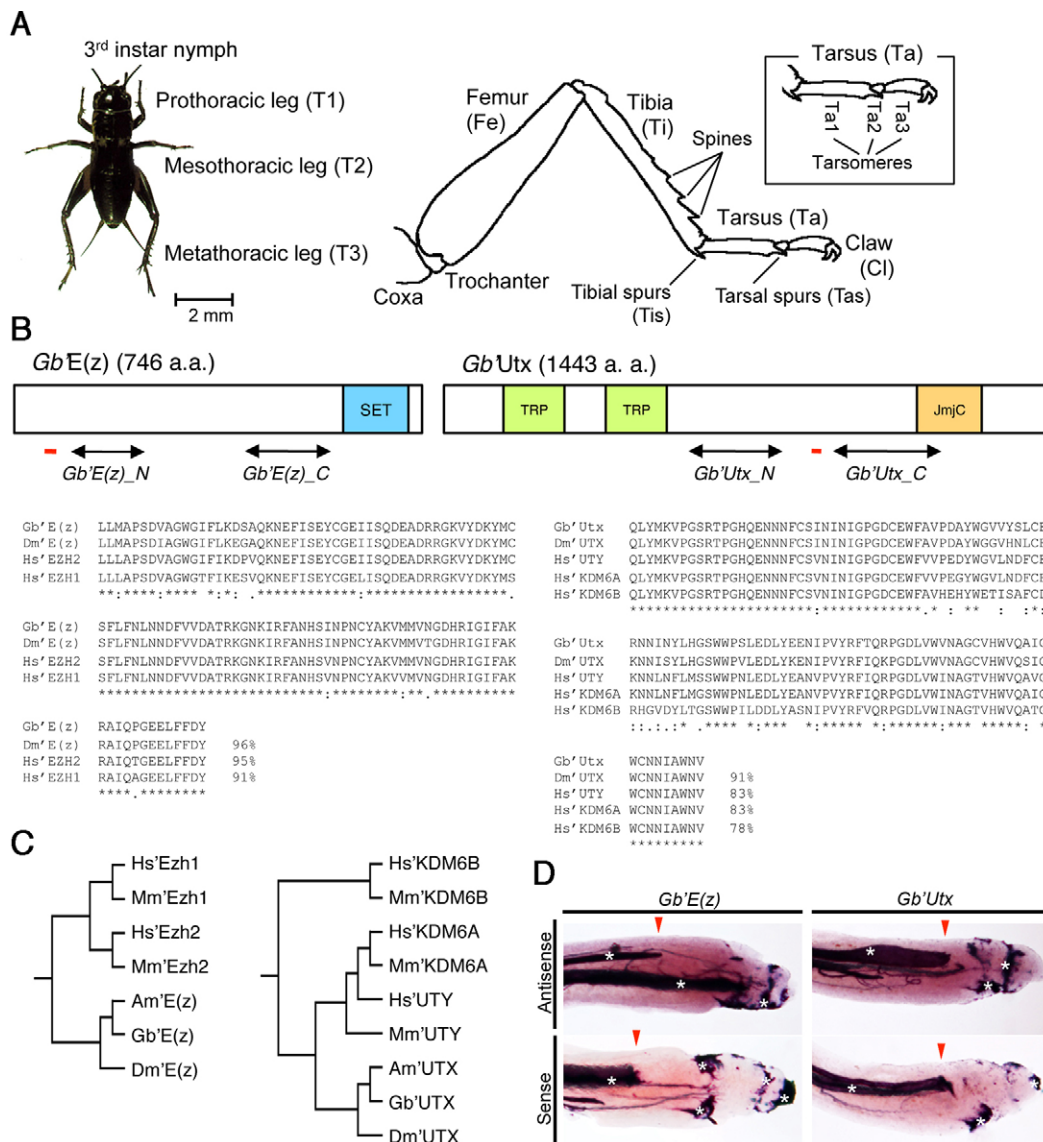 A
3rd instar nymph
Prothoracic leg (T1)
Mesothoracic leg (T2)
Metathoracic leg (T3)
2 mm
Femur
(Fe)
Tibia
(Ti)
Spines
Tarsus (Ta)
Claw
(Cl)
Coxa
Trochanter
Tibial spurs
(Tis)
Tarsal spurs (Tas)
Tarsus (Ta)
Ta1
Ta2
Ta3
Tarsomeres
B
Gb'E(z) (746 a.a.)
SET
Gb'E(z)_N
Gb'E(z)_C
Gb'Utx (1443 a. a.)
TRP
TRP
JmjC
Gb'Utx_N
Gb'Utx_C
Gb'E(z) LLMAPSDVAGWGIFLKDSAQKNEFISEYCGEIISQDEADRRGKVYDKYMC
Dm'E(z) LLMAPSDIAGWGIFLKEGAQKNEFISEYCGEIISQDEADRRGKVYDKYMC
Hs'EZH2 LLLAPSDVAGWGIFIKDPVQKNEFISEYCGEIISQDEADRRGKVYDKYMC
Hs'EZH1 LLLAPSDVAGWGTFIKESVQKNEFISEYCGELISQDEADRRGKVYDKYMS
**:****:**** *:*: .************:******************.
Gb'E(z) SFLFNLNNDFVVDATRKGNKIRFANHSINPNCYAKVMMVNGDHRIGIFAK
Dm'E(z) SFLFNLNNDFVVDATRKGNKIRFANHSINPNCYAKVMMVTGDHRIGIFAK
Hs'EZH2 SFLFNLNNDFVVDATRKGNKIRFANHSVNPNCYAKVMMVNGDHRIGIFAK
Hs'EZH1 SFLFNLNNDFVVDATRKGNKIRFANHSVNPNCYAKVVMVNGDHRIGIFAK
***************************:********:**.**********
Gb'E(z) RAIQPGEELFFDY
Dm'E(z) RAIQPGEELFFDY 96%
Hs'EZH2 RAIQTGEELFFDY 95%
Hs'EZH1 RAIQAGEELFFDY 91%
****.********
Gb'Utx QLYMKVPGSRTPGHQENNNFCSININIGPGDCEWFAVPDAYWGVVYSLCE
Dm'UTX QLYMKVPGSRTPGHQENNNFCSININIGPGDCEWFAVPDAYWGGVHNLCE
Hs'UTY QLYMKVPGSRTPGHQENNNFCSVNINIGPGDCEWFVVPEDYWGVLNDFCE
Hs'KDM6A QLYMKVPGSRTPGHQENNNFCSVNINIGPGDCEWFVVPEGYWGVLNDFCE
Hs'KDM6B QLYMKVPGSRTPGHQENNNFCSVNINIGPGDCEWFAVHEHYWETISAFCD
**********************:************.* : ** : :*:
Gb'Utx RNNINYLHGSWWPSLEDLYEENIPVYRFTQRPGDLVWVNAGCVHWVQAIG
Dm'UTX KNNISYLHGSWWPVLEDLYKENIPVYRFTQRPGDLVWVNAGCVHWVQSIG
Hs'UTY KNNLNFLMSSWWPNLEDLYEANVPVYRFIQRPGDLVWINAGTVHWVQAVG
Hs'KDM6A KNNLNFLMGSWWPNLEDLYEANVPVYRFIQRPGDLVWINAGTVHWVQAIG
Hs'KDM6B RHGVDYLTGSWWPILDDLYASNIPVYRFVQRPGDLVWINAGTVHWVQATG
::.:.:* .**** *:*** *:***** ********:*** *****: *
Gb'Utx WCNNIAWNV
Dm'UTX WCNNIAWNV 91%
Hs'UTY WCNNIAWNV 83%
Hs'KDM6A WCNNIAWNV 83%
Hs'KDM6B WCNNIAWNV 78%
*********
C
Hs'Ezh1
Mm'Ezh1
Hs'Ezh2
Mm'Ezh2
Am'E(z)
Gb'E(z)
Dm'E(z)
Hs'KDM6B
Mm'KDM6B
Hs'KDM6A
Mm'KDM6A
Hs'UTY
Mm'UTY
Am'UTX
Gb'UTX
Dm'UTX
D
Gb'E(z)
Gb'Utx
Antisense
Sense